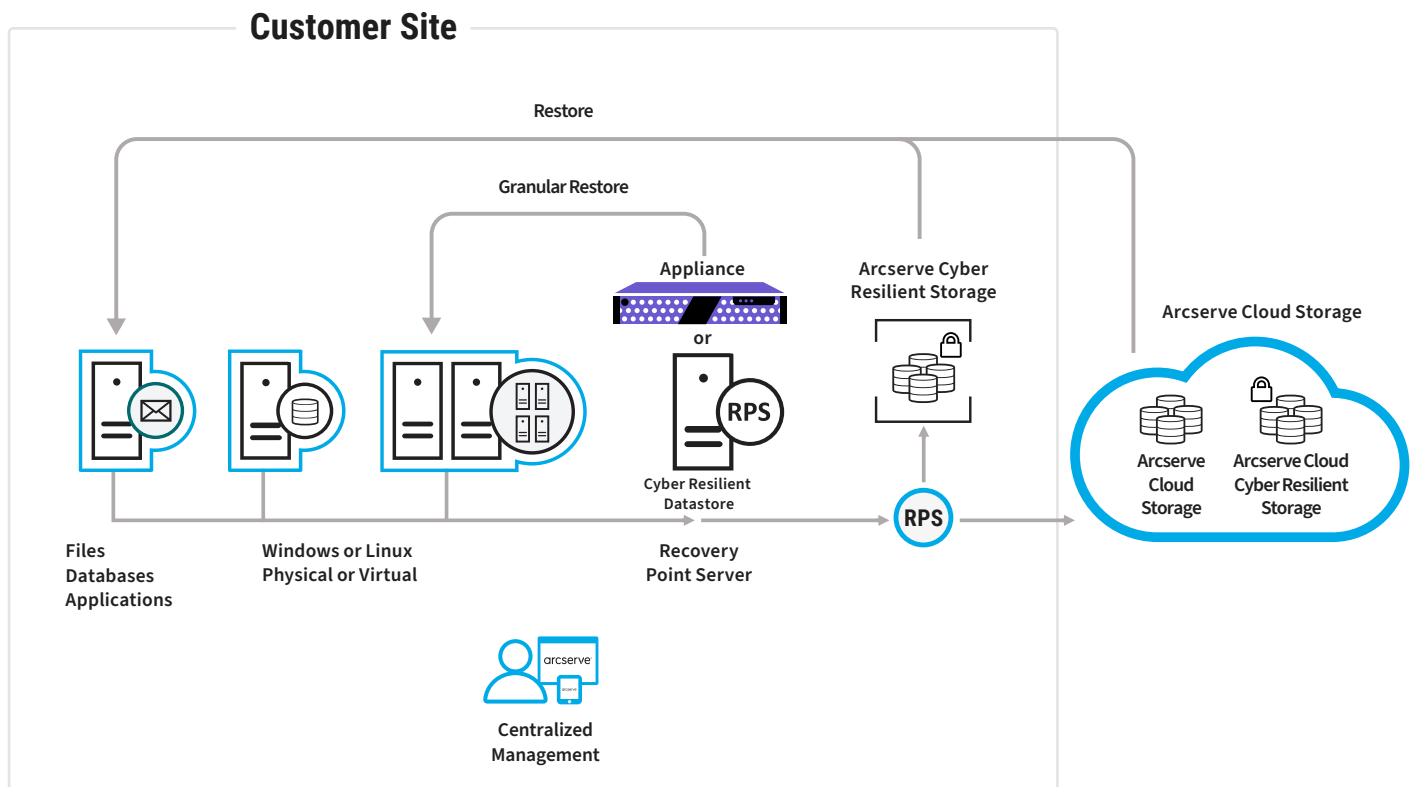 Customer Site
Restore
Granular Restore
Appliance
or
RPS
Cyber Resilient
Datastore
Arcserve Cyber
Resilient Storage
Arcserve Cloud Storage
Arcserve
Cloud
Storage
Arcserve Cloud
Cyber Resilient
Storage
RPS
Files
Databases
Applications
Windows or Linux
Physical or Virtual
Recovery
Point Server
arcserve
arcserve
Centralized
Management